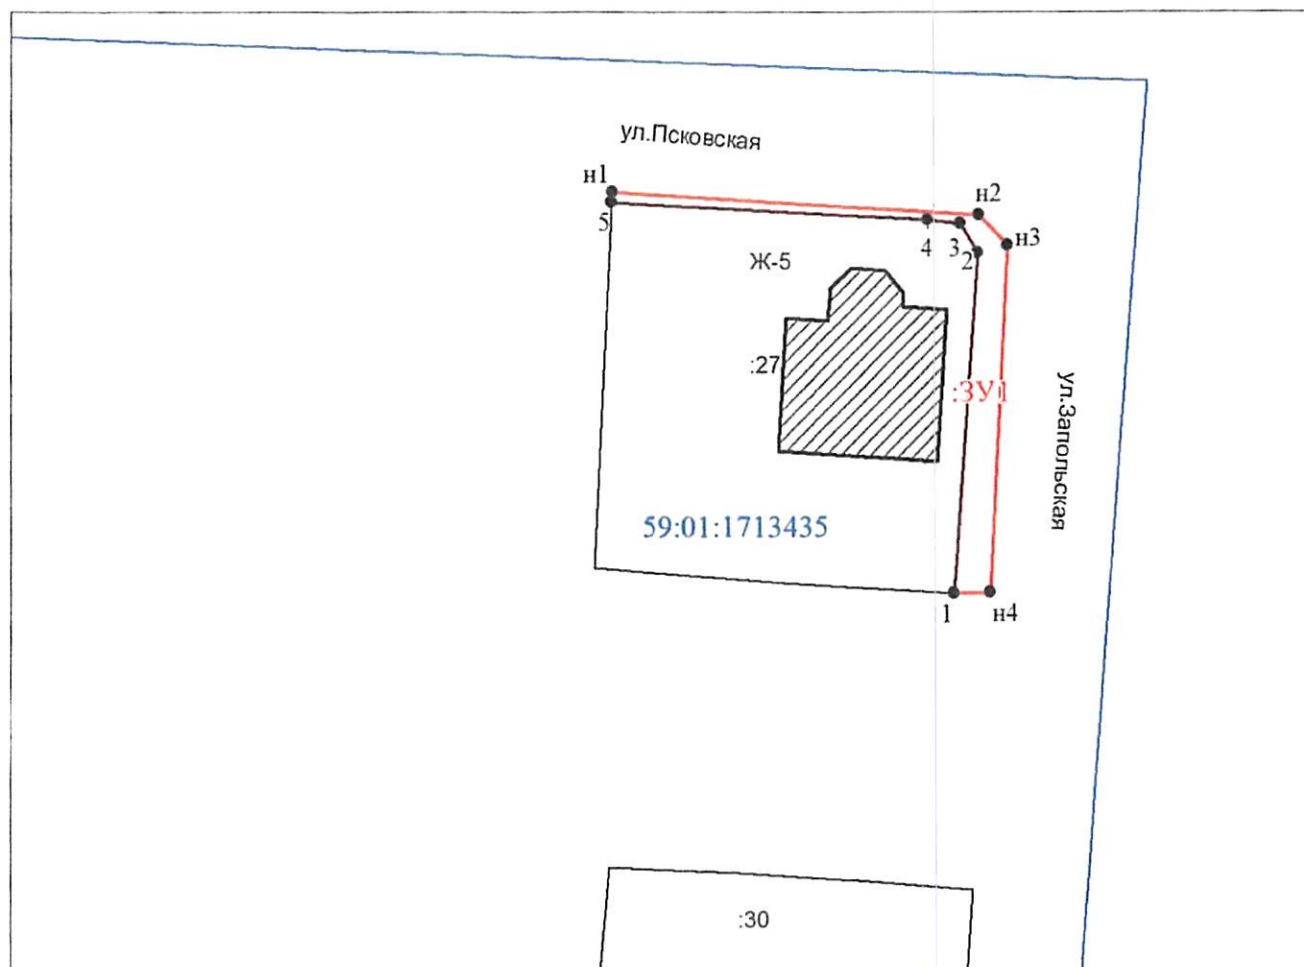 ул.Псковская
н1
н2
5
4
3
2
н3
Ж-5
:27
:ЗУ1
ул.Запольская
59:01:1713435
1
н4
:30